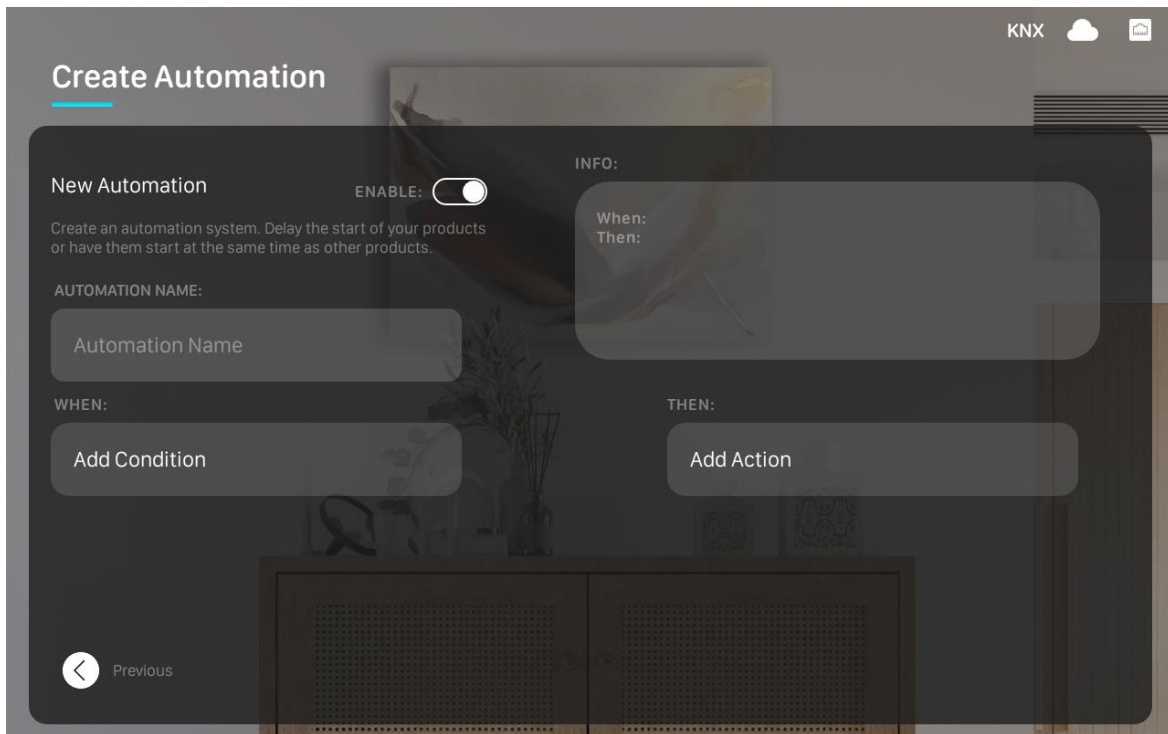 KNX
Create Automation
New Automation
ENABLE:
Create an automation system. Delay the start of your products
or have them start at the same time as other products.
AUTOMATION NAME:
Automation Name
WHEN:
Add Condition
INFO:
When:
Then:
THEN:
Add Action
Previous